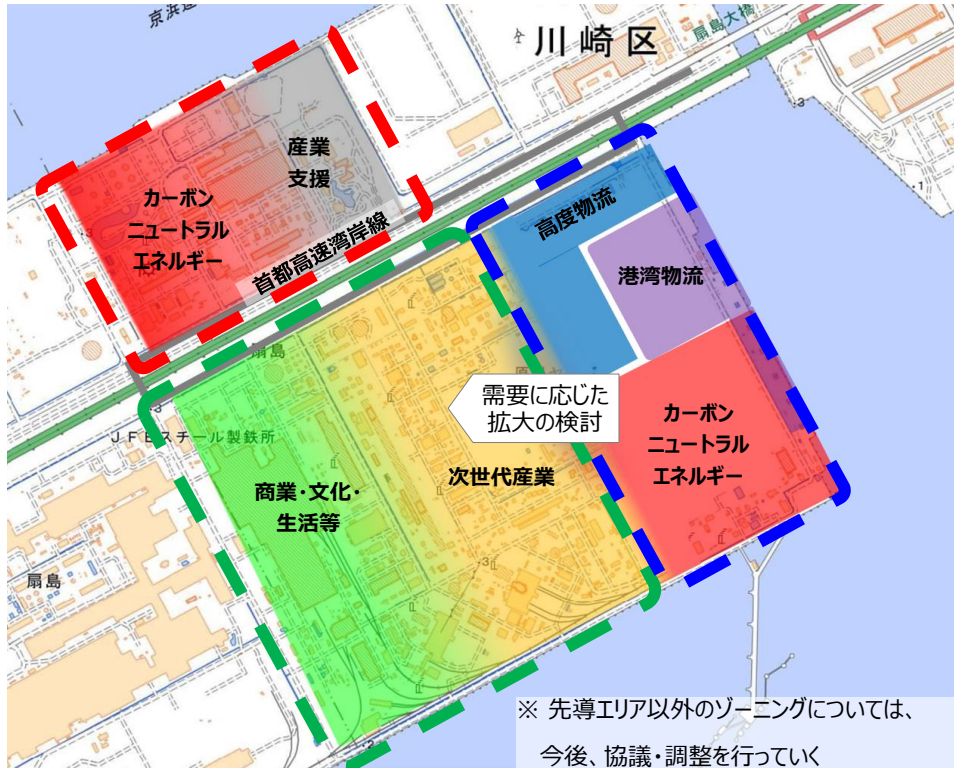 京浜運
川崎区
扇島大橋
産業
支援
カーボン
ニュートラル
エネルギー
首都高速湾岸線
高度物流
港湾物流
扇島
需要に応じた
拡大の検討
カーボン
ニュートラル
エネルギー
JFEスチール製鉄所
次世代産業
商業・文化・
生活等
扇島
※ 先導エリア以外のゾーニングについては、
今後、協議・調整を行っていく